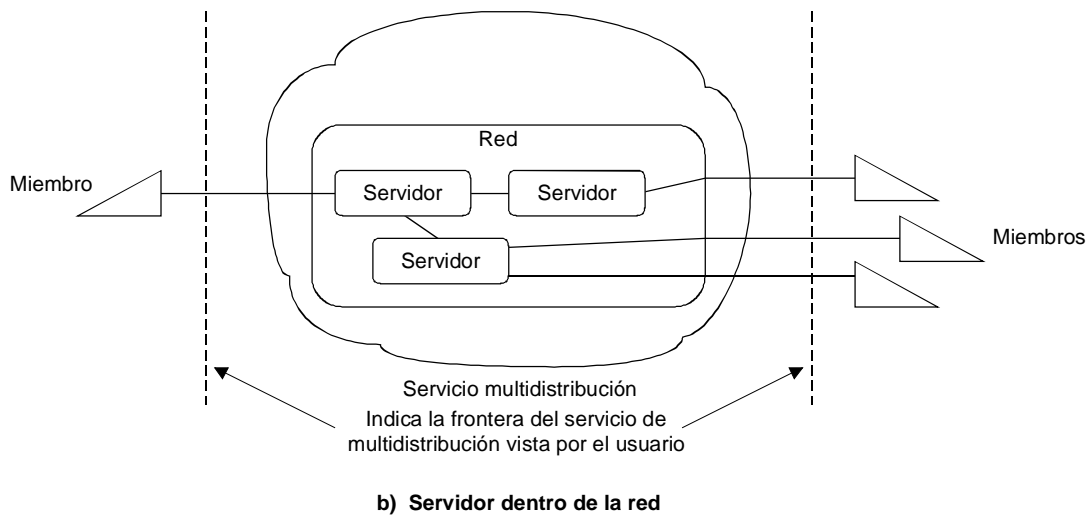 Red
Miembro
Servidor
Servidor
Servidor
Miembros
Servicio multidistribución
Indica la frontera del servicio de
multidistribución vista por el usuario
b) Servidor dentro de la red